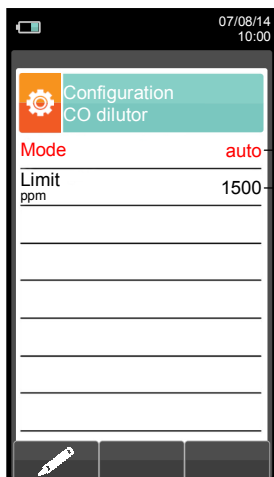 07/08/14
10:00
Configuration
CO dilutor
Mode auto
Limit 1500
ppm